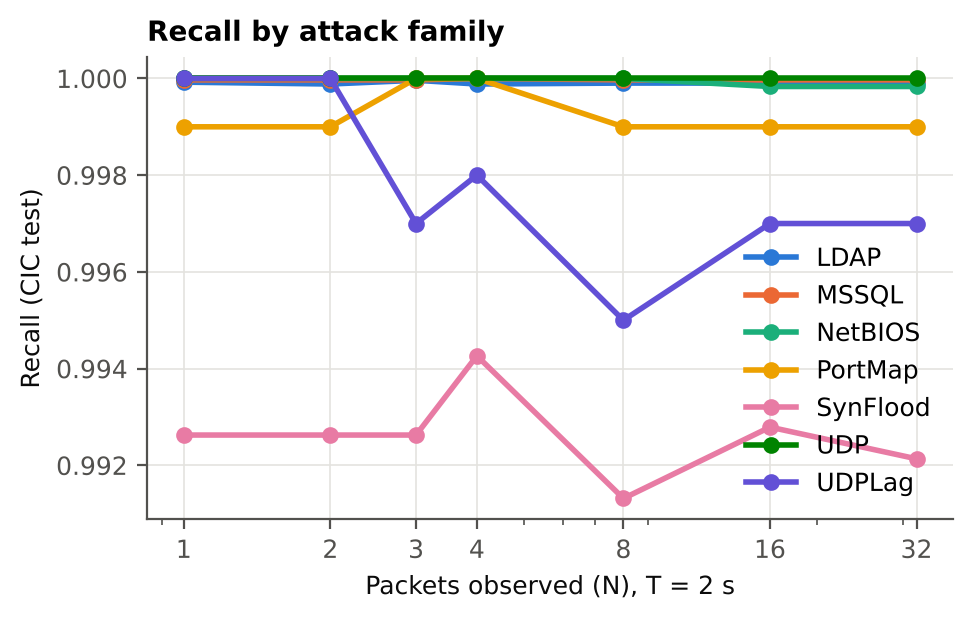 Recall by attack family
Recall (CIC test)
1.000
0.998
0.996
0.994
0.992
LDAP
MSSQL
NetBIOS
PortMap
SynFlood
UDP
UDPLag
1 2 3 4 8 16 32
Packets observed (N), T = 2 s